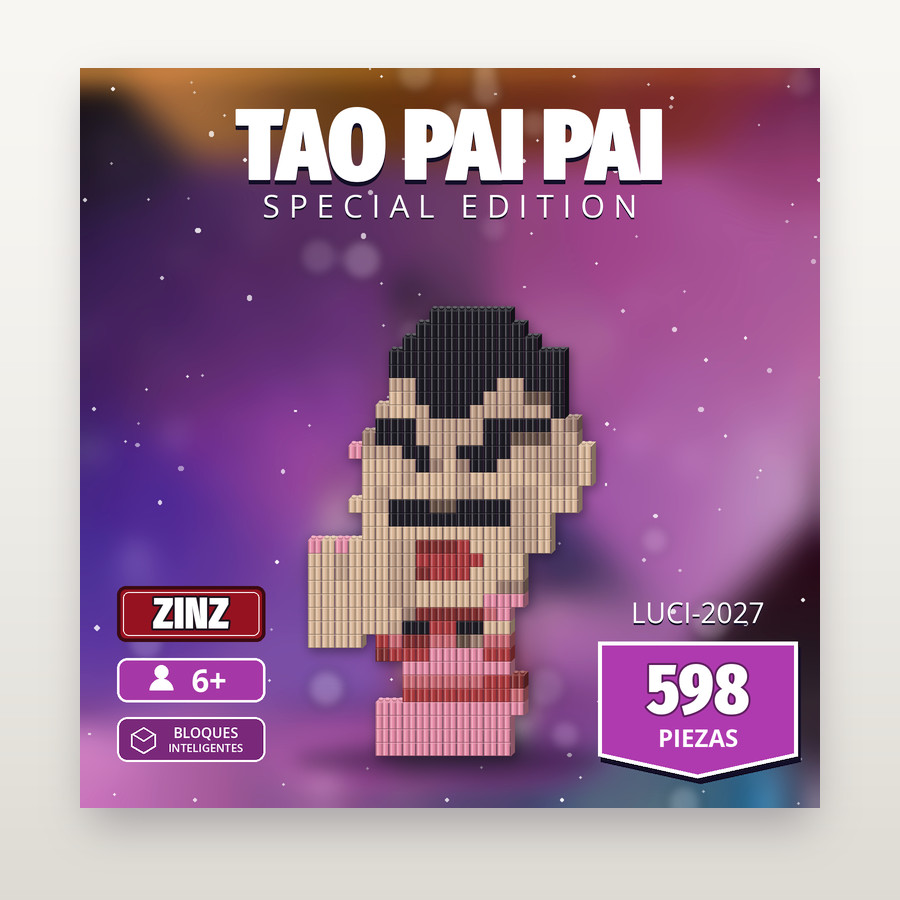 TAO PAI PAI
SPECIAL EDITION
ZINZ
6+
BLOQUES
INTELIGENTES
LUCI-2027
598
PIEZAS